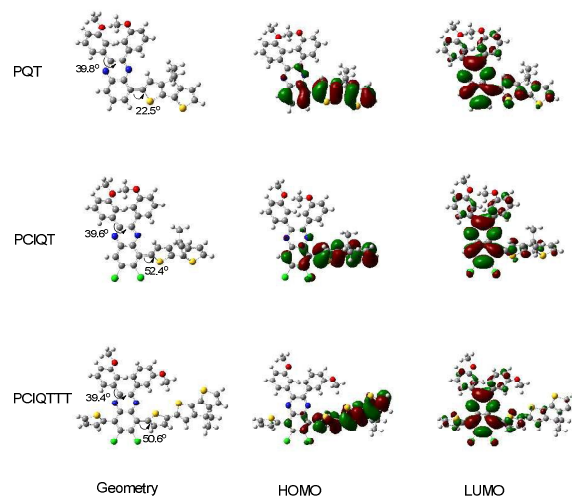 PQT
39.8°
22.5°
PClQT
39.6°
52.4°
PClQTTT
39.4°
50.6°
Geometry HOMO LUMO